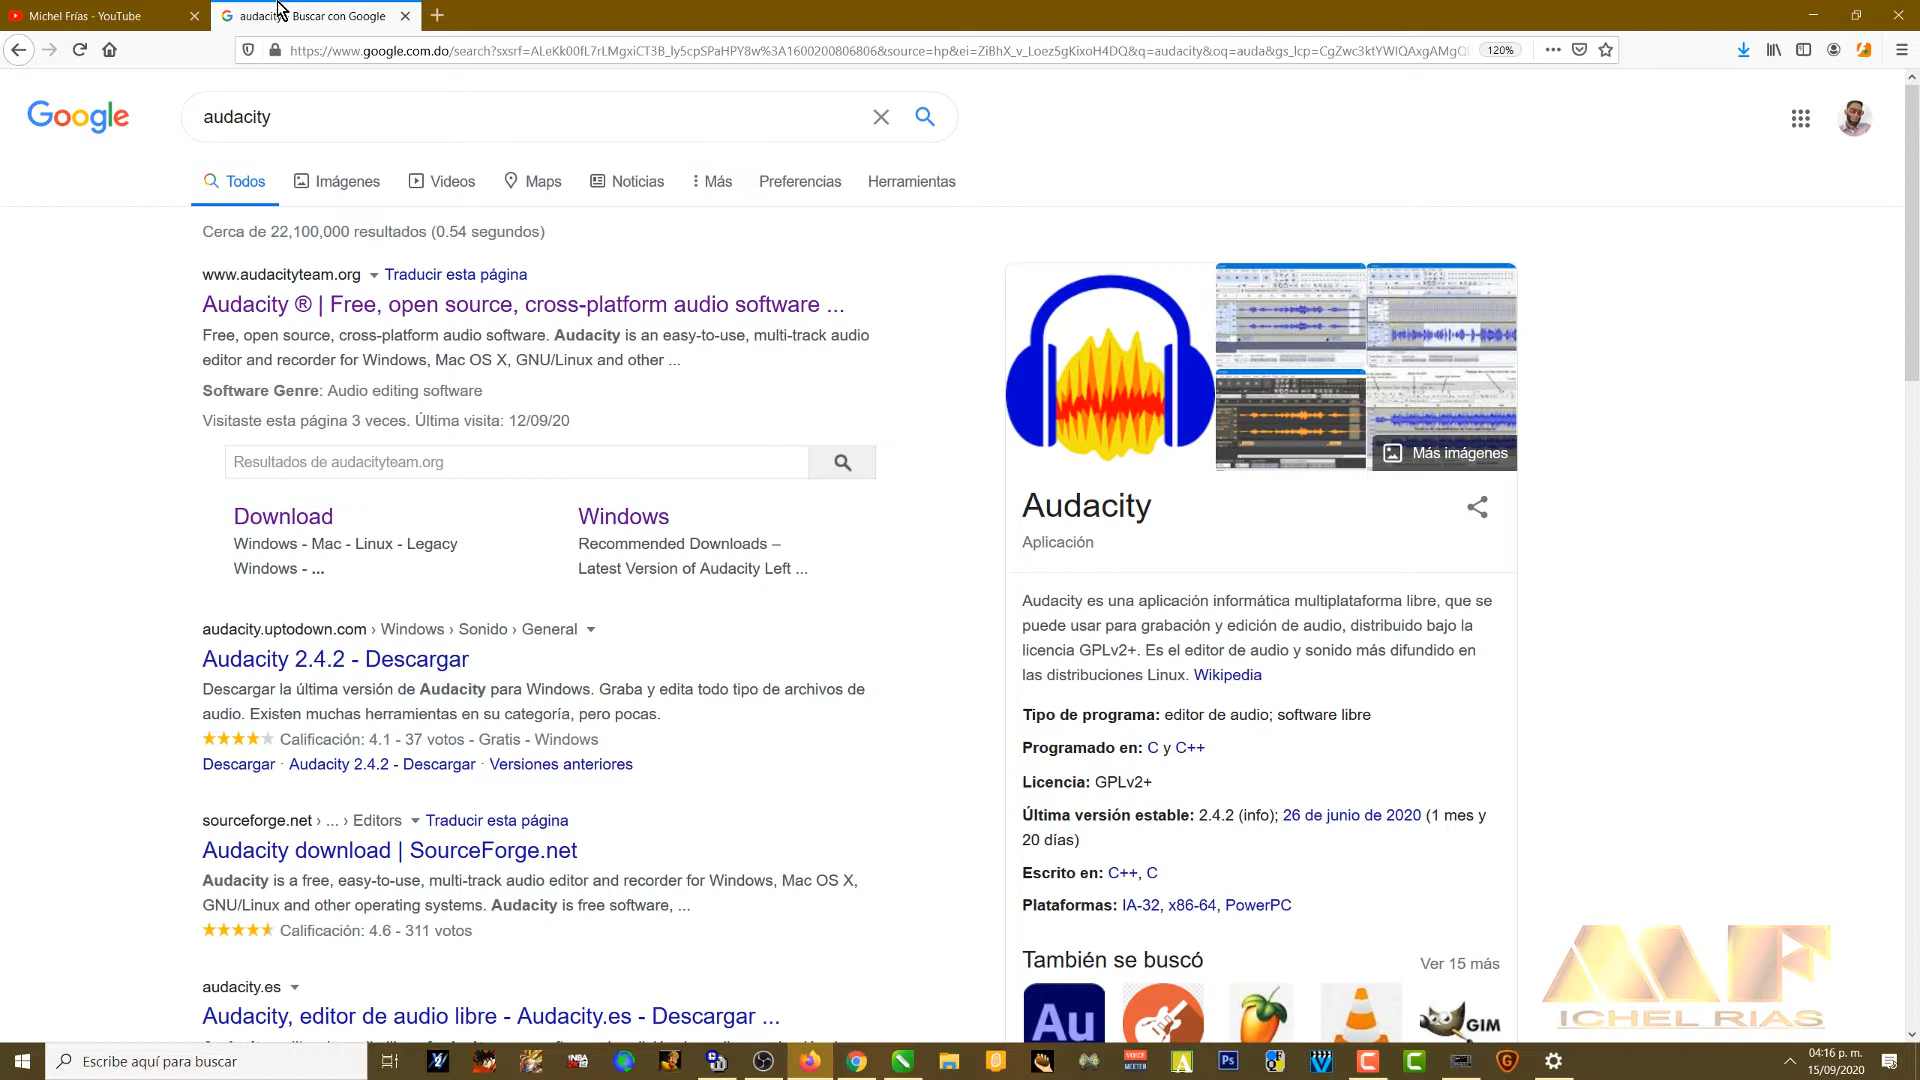 Michel Frías - YouTube
Buscar con Google
https://www.google.com.do/search?sxsrf=ALeKk00fL7rLMgxiCT3B_ly5cpSPaHPY8w%3A1600200806806&source=hp&ei=ZiBhX_v_Loez5gKixoH4DQ&q=audacity&oq=auda&gs_lcp=CgZwc3ktYWIQAxgAMgQ
120%
Google
audacity
Todos
Imágenes
Videos
Maps
Noticias
Más
Preferencias
Herramientas
Cerca de 22,100,000 resultados (0.54 segundos)
www.audacityteam.org Traducir esta página
Audacity ® | Free, open source, cross-platform audio software ...
Free, open source, cross-platform audio software. Audacity is an easy-to-use, multi-track audio
editor and recorder for Windows, Mac OS X, GNU/Linux and other ...
Software Genre: Audio editing software
Visitaste esta página 3 veces. Última visita: 12/09/20
Resultados de audacityteam.org
Download
Windows - Mac - Linux - Legacy
Windows - ...
Windows
Recommended Downloads –
Latest Version of Audacity Left ...
audacity.uptodown.com › Windows › Sonido › General
Audacity 2.4.2 - Descargar
Descargar la última versión de Audacity para Windows. Graba y edita todo tipo de archivos de
audio. Existen muchas herramientas en su categoría, pero pocas.
Calificación: 4.1 - 37 votos - Gratis - Windows
Descargar · Audacity 2.4.2 - Descargar · Versiones anteriores
sourceforge.net › ... › Editors Traducir esta página
Audacity download | SourceForge.net
Audacity is a free, easy-to-use, multi-track audio editor and recorder for Windows, Mac OS X,
GNU/Linux and other operating systems. Audacity is free software, ...
Calificación: 4.6 - 311 votos
audacity.es
Audacity, editor de audio libre - Audacity.es - Descargar ...
Más imágenes
Audacity
Aplicación
Audacity es una aplicación informática multiplataforma libre, que se
puede usar para grabación y edición de audio, distribuido bajo la
licencia GPLv2+. Es el editor de audio y sonido más difundido en
las distribuciones Linux. Wikipedia
Tipo de programa: editor de audio; software libre
Programado en: C y C++
Licencia: GPLv2+
Última versión estable: 2.4.2 (info); 26 de junio de 2020 (1 mes y
20 días)
Escrito en: C++, C
Plataformas: IA-32, x86-64, PowerPC
También se buscó
Ver 15 más
Au
GIM
MF
ICHEL RIAS
Escribe aquí para buscar
NBA
VOICE
MEETER
Ps
04:16 p. m.
15/09/2020